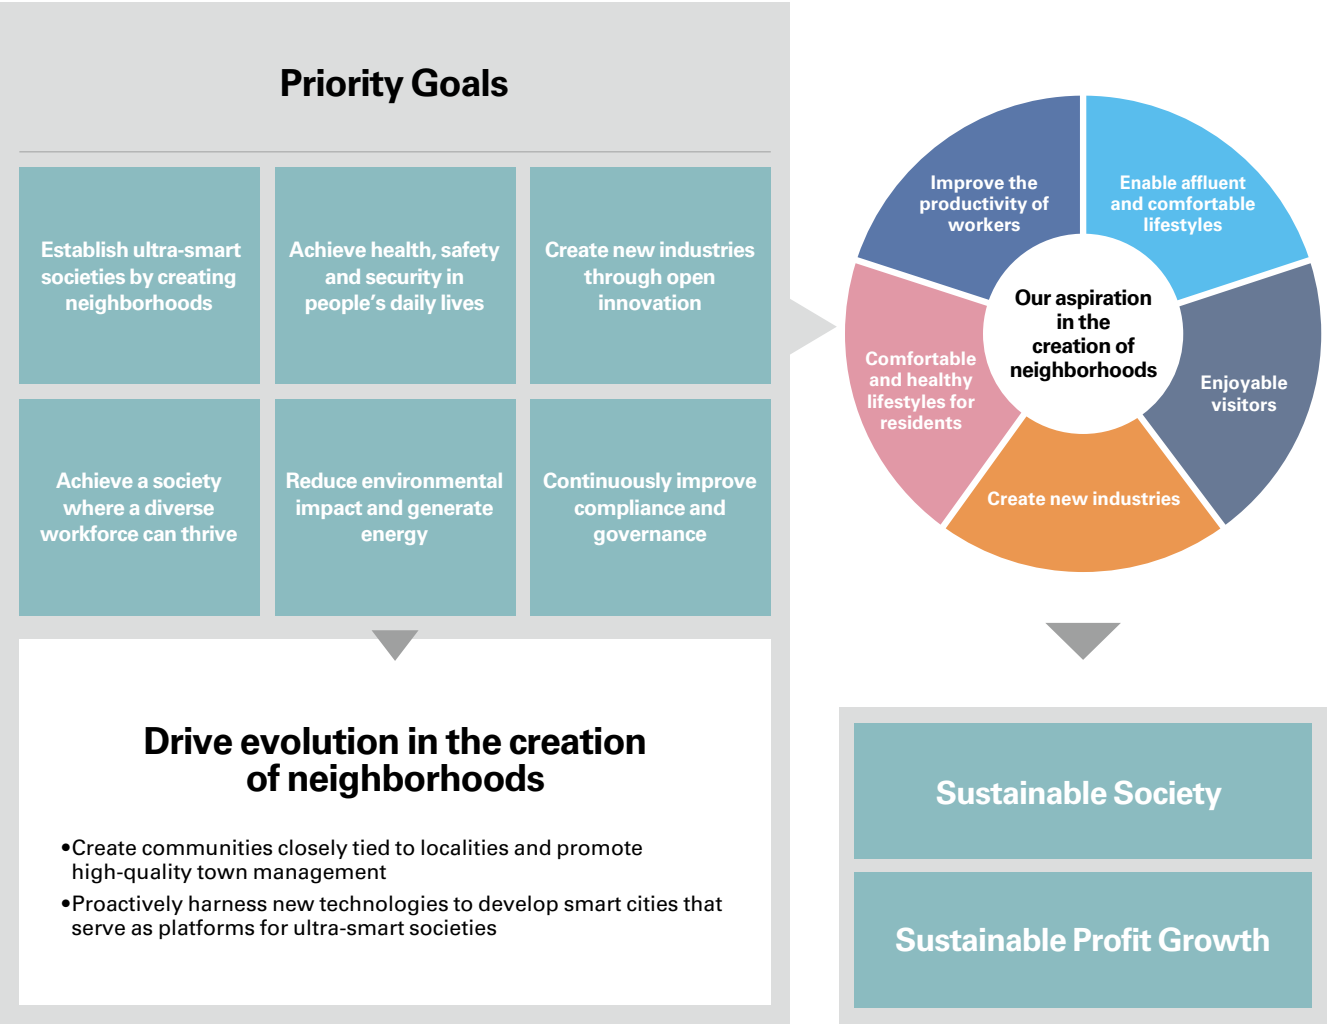 Priority Goals
Establish ultra-smart
societies by creating
neighborhoods
Achieve health, safety
and security in
people’s daily lives
Create new industries
through open
innovation
Achieve a society
where a diverse
workforce can thrive
Reduce environmental
impact and generate
energy
Continuously improve
compliance and
governance
Drive evolution in the creation
of neighborhoods
•Create communities closely tied to localities and promote
high-quality town management
•Proactively harness new technologies to develop smart cities that
serve as platforms for ultra-smart societies
Improve the
productivity of
workers
Enable affluent
and comfortable
lifestyles
Our aspiration
in the
creation of
neighborhoods
Comfortable
and healthy
lifestyles for
residents
Enjoyable
visitors
Create new industries
Sustainable Society
Sustainable Profit Growth